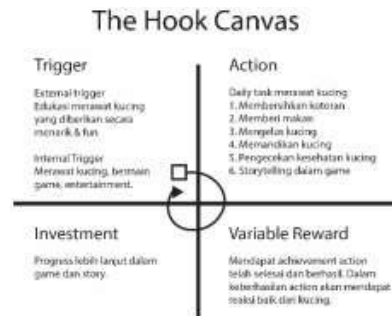 The Hook Canvas
Trigger
External trigger
Edukasi merawat kucing
yang diberikan secara
menarik & fun
Internal Trigger
Merawat kucing, bermain
game, entertainment.
Action
Daily task merawat kucing
1. Membersihkan kotoran
2. Memberi makan
3. Mengelus kucing
4. Memandikan kucing
5. Pengecekan kesehatan kucing
6. Storytelling dalam game
Investment
Progress lebih lanjut dalam
game dan story.
Variable Reward
Mendapat achievement action
telah selesai dan berhasil. Dalam
keberhasilan action akan mendapat
reaksi baik dari kucing.